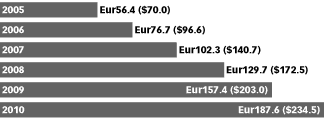 2005 Eur56.4 ($70.0)
2006 Eur76.7 ($96.6)
2007 Eur102.3 ($140.7)
2008 Eur129.7 ($172.5)
2009 Eur157.4 ($203.0)
2010 Eur187.6 ($234.5)